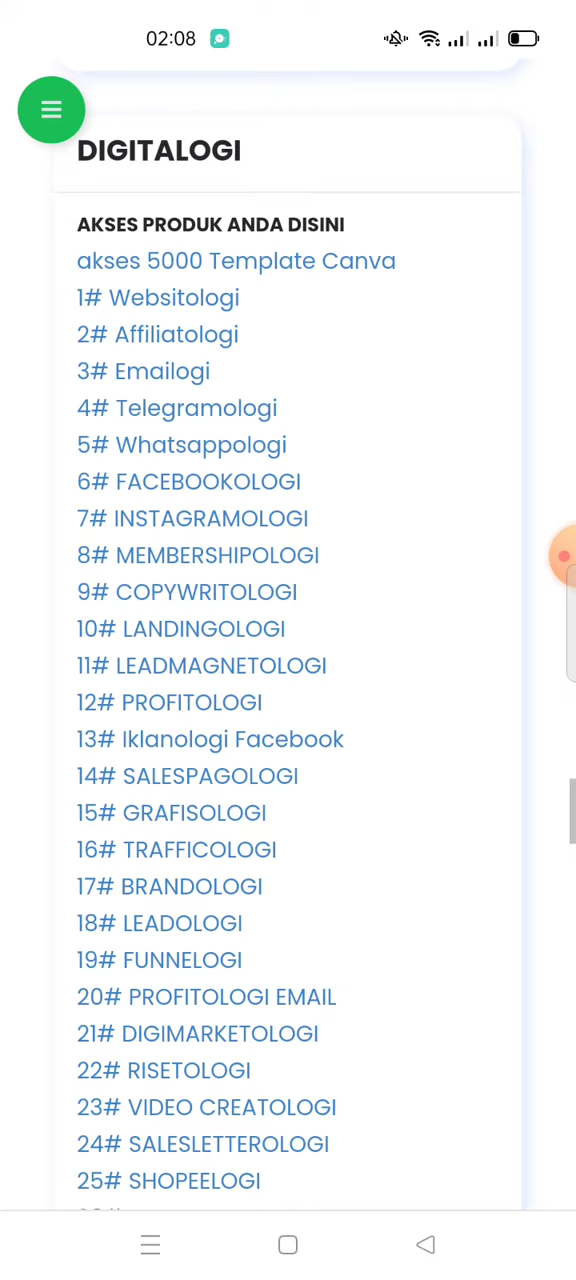 02:08
DIGITALOGI
AKSES PRODUK ANDA DISINI
akses 5000 Template Canva
1# Websitologi
2# Affiliatologi
3# Emailogi
4# Telegramologi
5# Whatsappologi
6# FACEBOOKOLOGI
7# INSTAGRAMOLOGI
8# MEMBERSHIPOLOGI
9# COPYWRITOLOGI
10# LANDINGOLOGI
11# LEADMAGNETOLOGI
12# PROFITOLOGI
13# Iklanologi Facebook
14# SALESPAGOLOGI
15# GRAFISOLOGI
16# TRAFFICOLOGI
17# BRANDOLOGI
18# LEADOLOGI
19# FUNNELOGI
20# PROFITOLOGI EMAIL
21# DIGIMARKETOLOGI
22# RISETOLOGI
23# VIDEO CREATOLOGI
24# SALESLETTEROLOGI
25# SHOPEELOGI